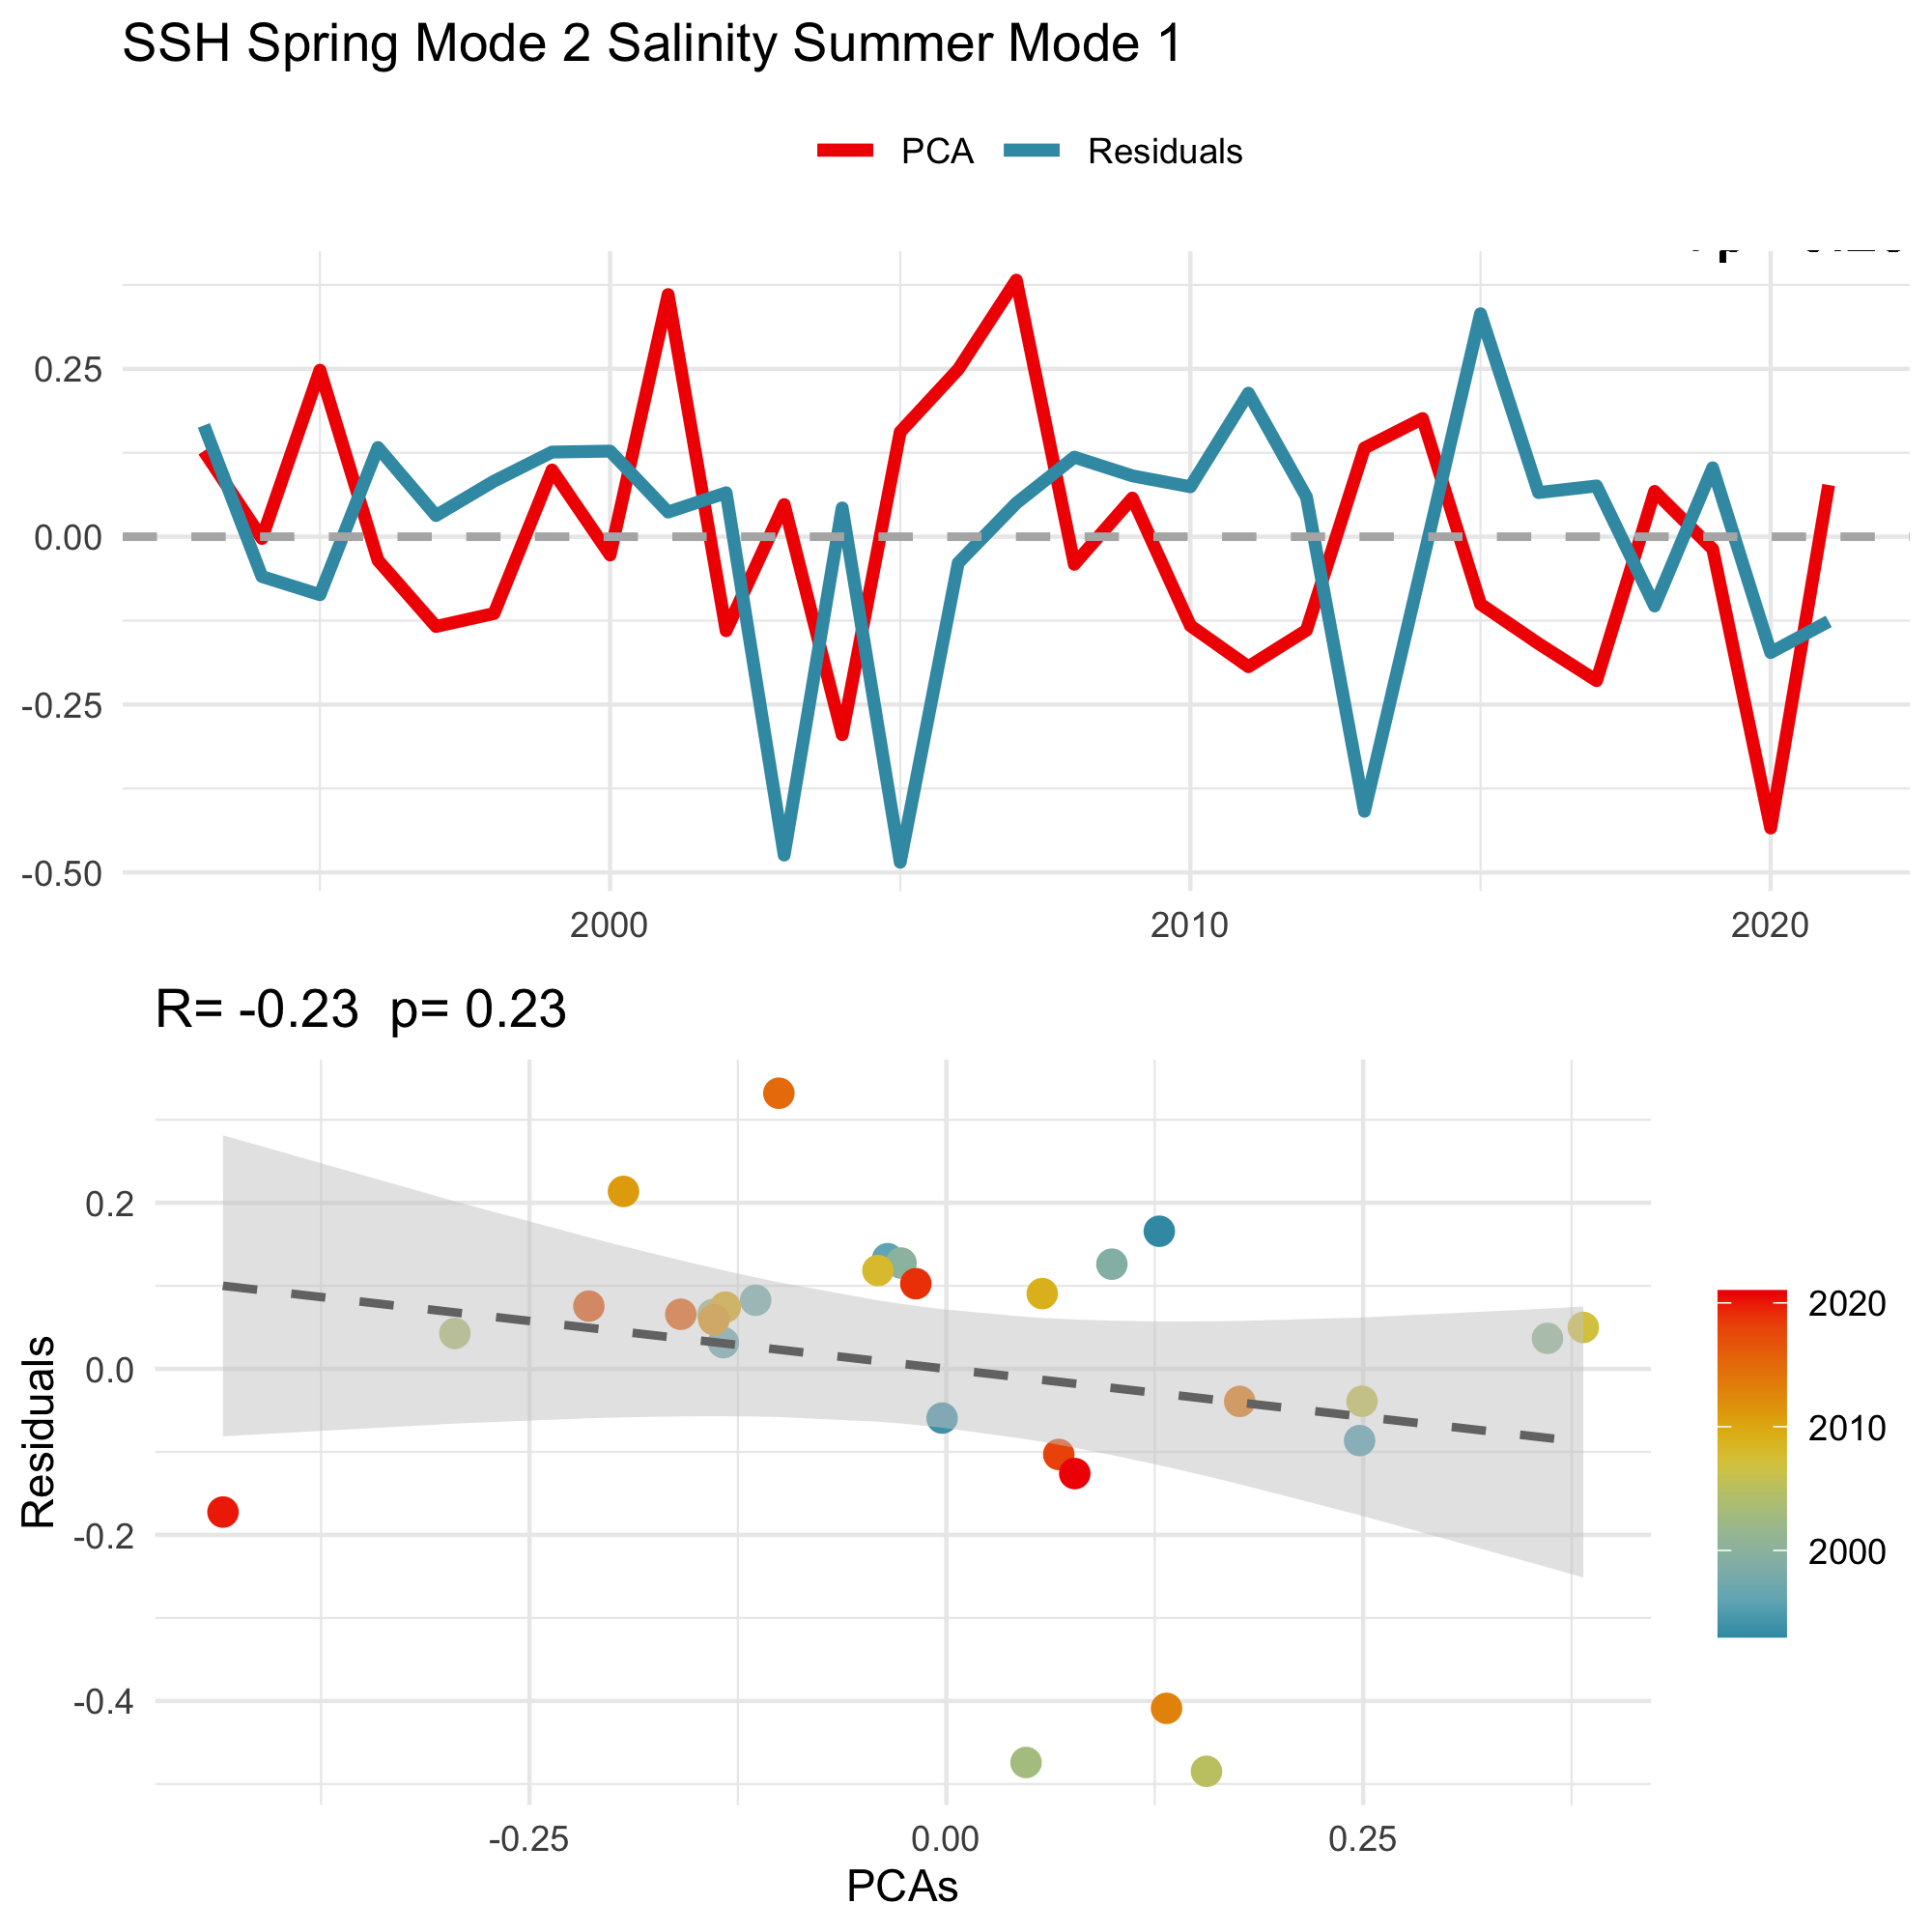 SSH Spring Mode 2 Salinity Summer Mode 1
PCA Residuals
0.25
0.00
-0.25
-0.50
2000 2010 2020
R= -0.23 p= 0.23
Residuals
0.2
0.0
-0.2
-0.4
-0.25 0.00 0.25
PCAs
2020
2010
2000